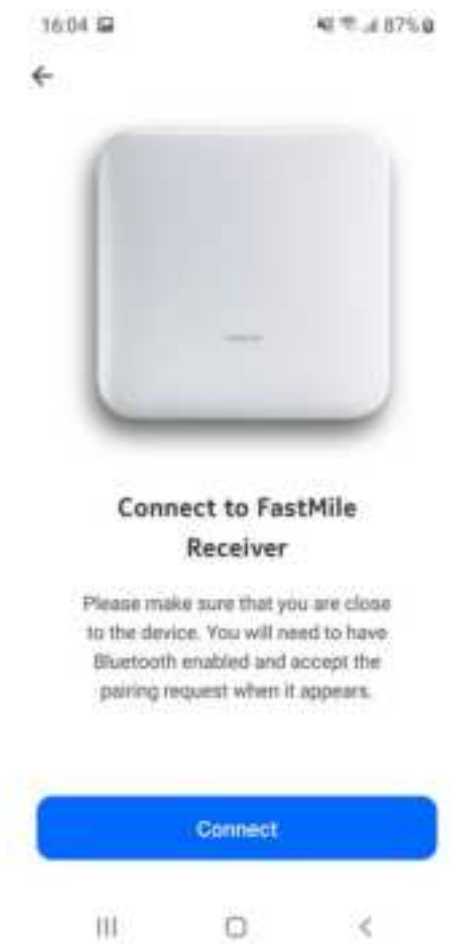 16:04
87%
Connect to FastMile
Receiver
Please make sure that you are close
to the device. You will need to have
Bluetooth enabled and accept the
pairing request when it appears.
Connect